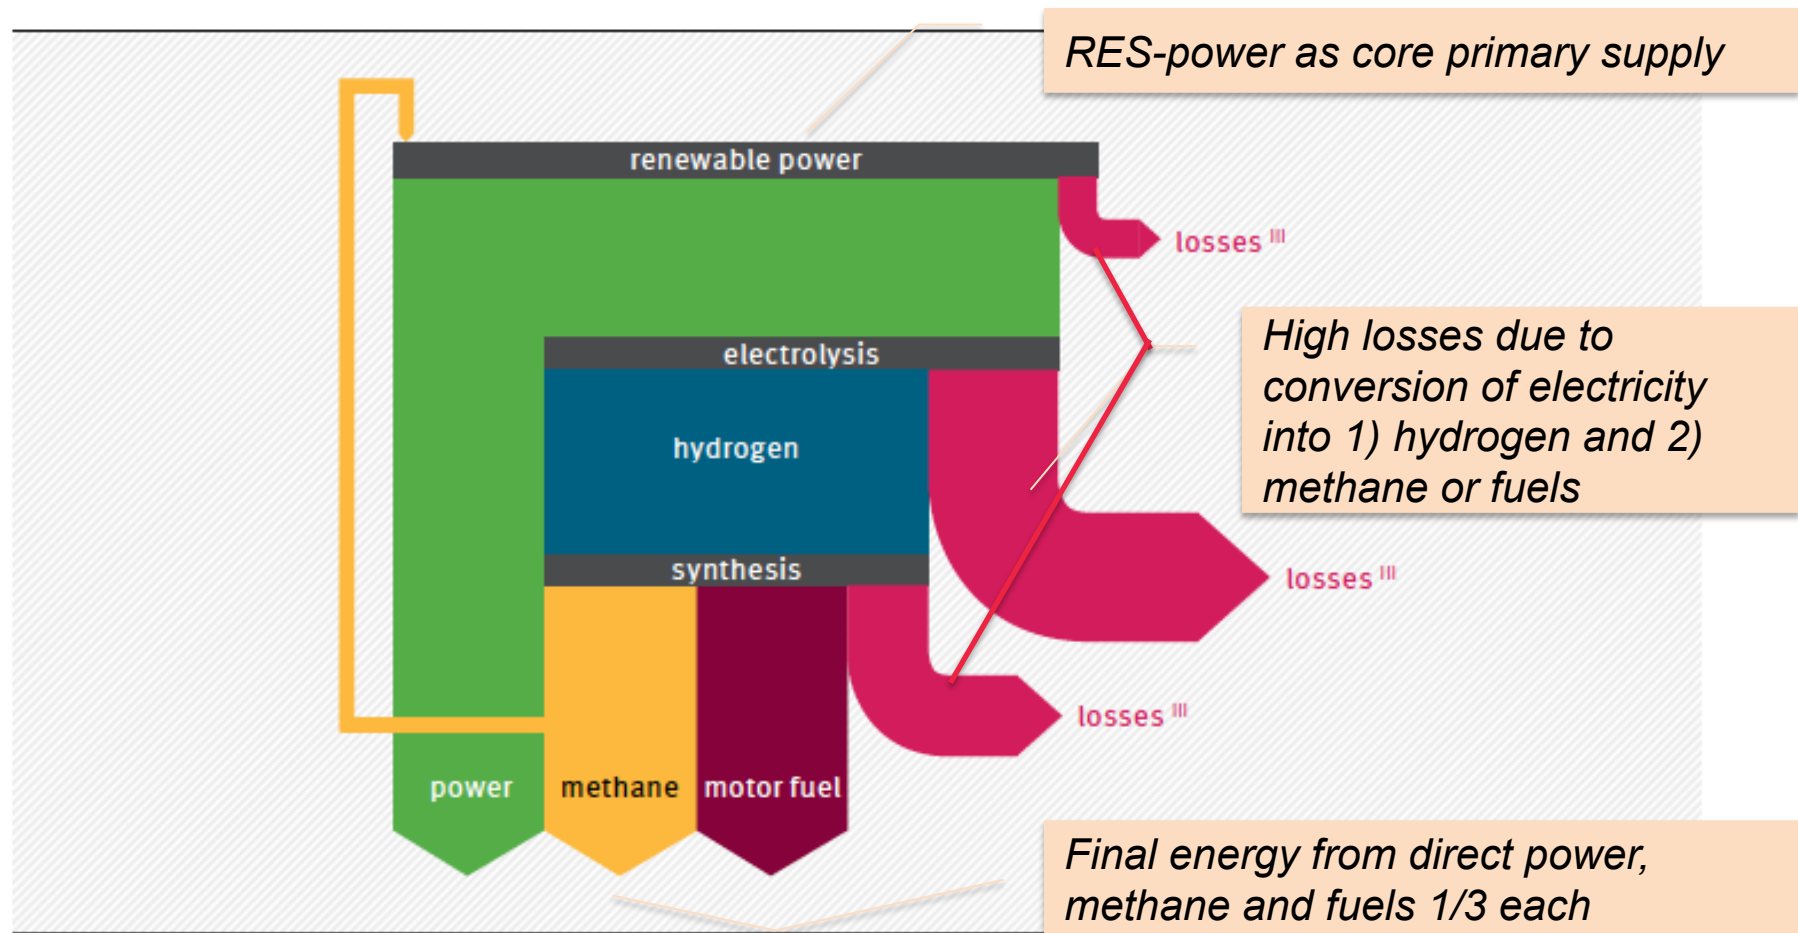 RES-power as core primary supply
renewable power
losses III
electrolysis
High losses due to
conversion of electricity
into 1) hydrogen and 2)
methane or fuels
hydrogen
synthesis
losses III
losses III
power
methane
motor fuel
Final energy from direct power,
methane and fuels 1/3 each